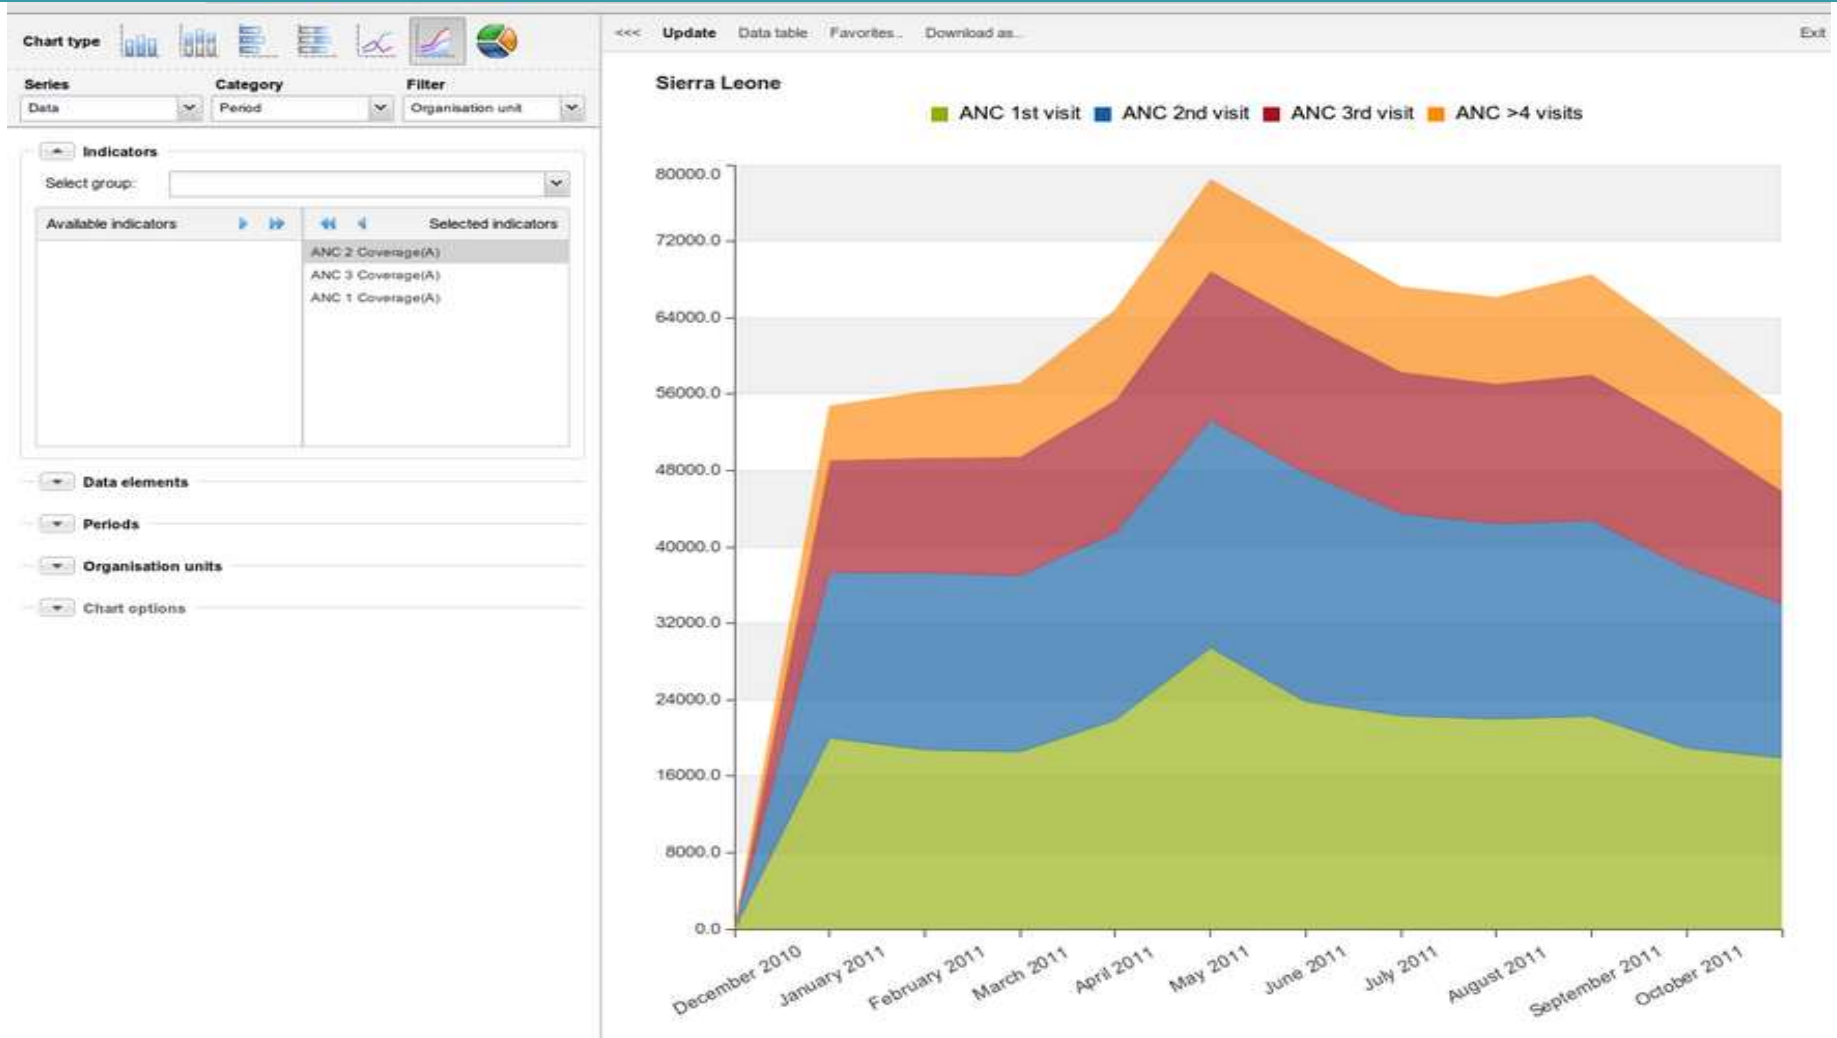 Chart type
Series Category Filter
Data Period Organisation unit
Indicators
Select group:
Available indicators Selected indicators
ANC 2 Coverage(A)
ANC 3 Coverage(A)
ANC 1 Coverage(A)
Data elements
Periods
Organisation units
Chart options
<<< Update Data table Favorites.. Download as.. Exit
Sierra Leone
ANC 1st visit ANC 2nd visit ANC 3rd visit ANC >4 visits
80000.0
72000.0
64000.0
56000.0
48000.0
40000.0
32000.0
24000.0
16000.0
8000.0
0.0
December 2010
January 2011
February 2011
March 2011
April 2011
May 2011
June 2011
July 2011
August 2011
September 2011
October 2011